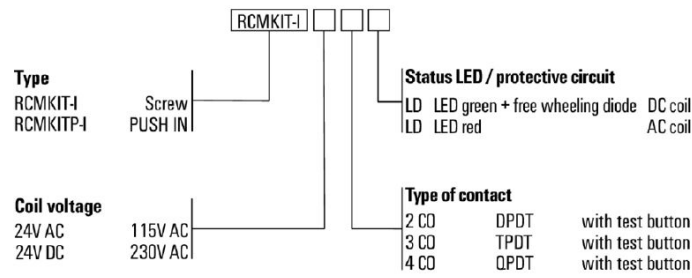 RCMKIT-I
Type
RCMKIT-I Screw
RCMKITP-I PUSH IN
Status LED / protective circuit
LD LED green + free wheeling diode DC coil
LD LED red AC coil
Coil voltage
24V AC 115V AC
24V DC 230V AC
Type of contact
2 CO DPDT with test button
3 CO TPDT with test button
4 CO QPDT with test button